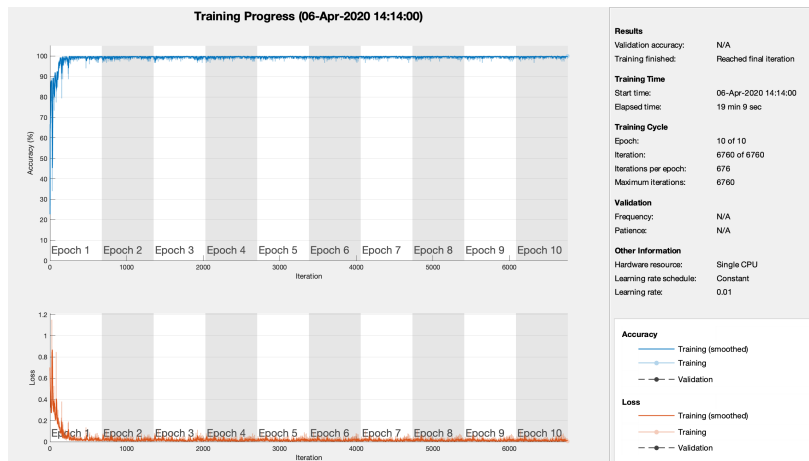 Training Progress (06-Apr-2020 14:14:00)
100
90
80
70
60
50
40
30
20
10
0
Accuracy (%)
Epoch 1 Epoch 2 Epoch 3 Epoch 4 Epoch 5 Epoch 6 Epoch 7 Epoch 8 Epoch 9 Epoch 10
0 1000 2000 3000 4000 5000 6000
Iteration
1.2
1
0.8
0.6
0.4
0.2
0
Loss
Epoch 1 Epoch 2 Epoch 3 Epoch 4 Epoch 5 Epoch 6 Epoch 7 Epoch 8 Epoch 9 Epoch 10
0 1000 2000 3000 4000 5000 6000
Iteration
Results
Validation accuracy: N/A
Training finished: Reached final iteration
Training Time
Start time: 06-Apr-2020 14:14:00
Elapsed time: 19 min 9 sec
Training Cycle
Epoch: 10 of 10
Iteration: 6760 of 6760
Iterations per epoch: 676
Maximum iterations: 6760
Validation
Frequency: N/A
Patience: N/A
Other Information
Hardware resource: Single CPU
Learning rate schedule: Constant
Learning rate: 0.01
Accuracy
Training (smoothed)
Training
Validation
Loss
Training (smoothed)
Training
Validation